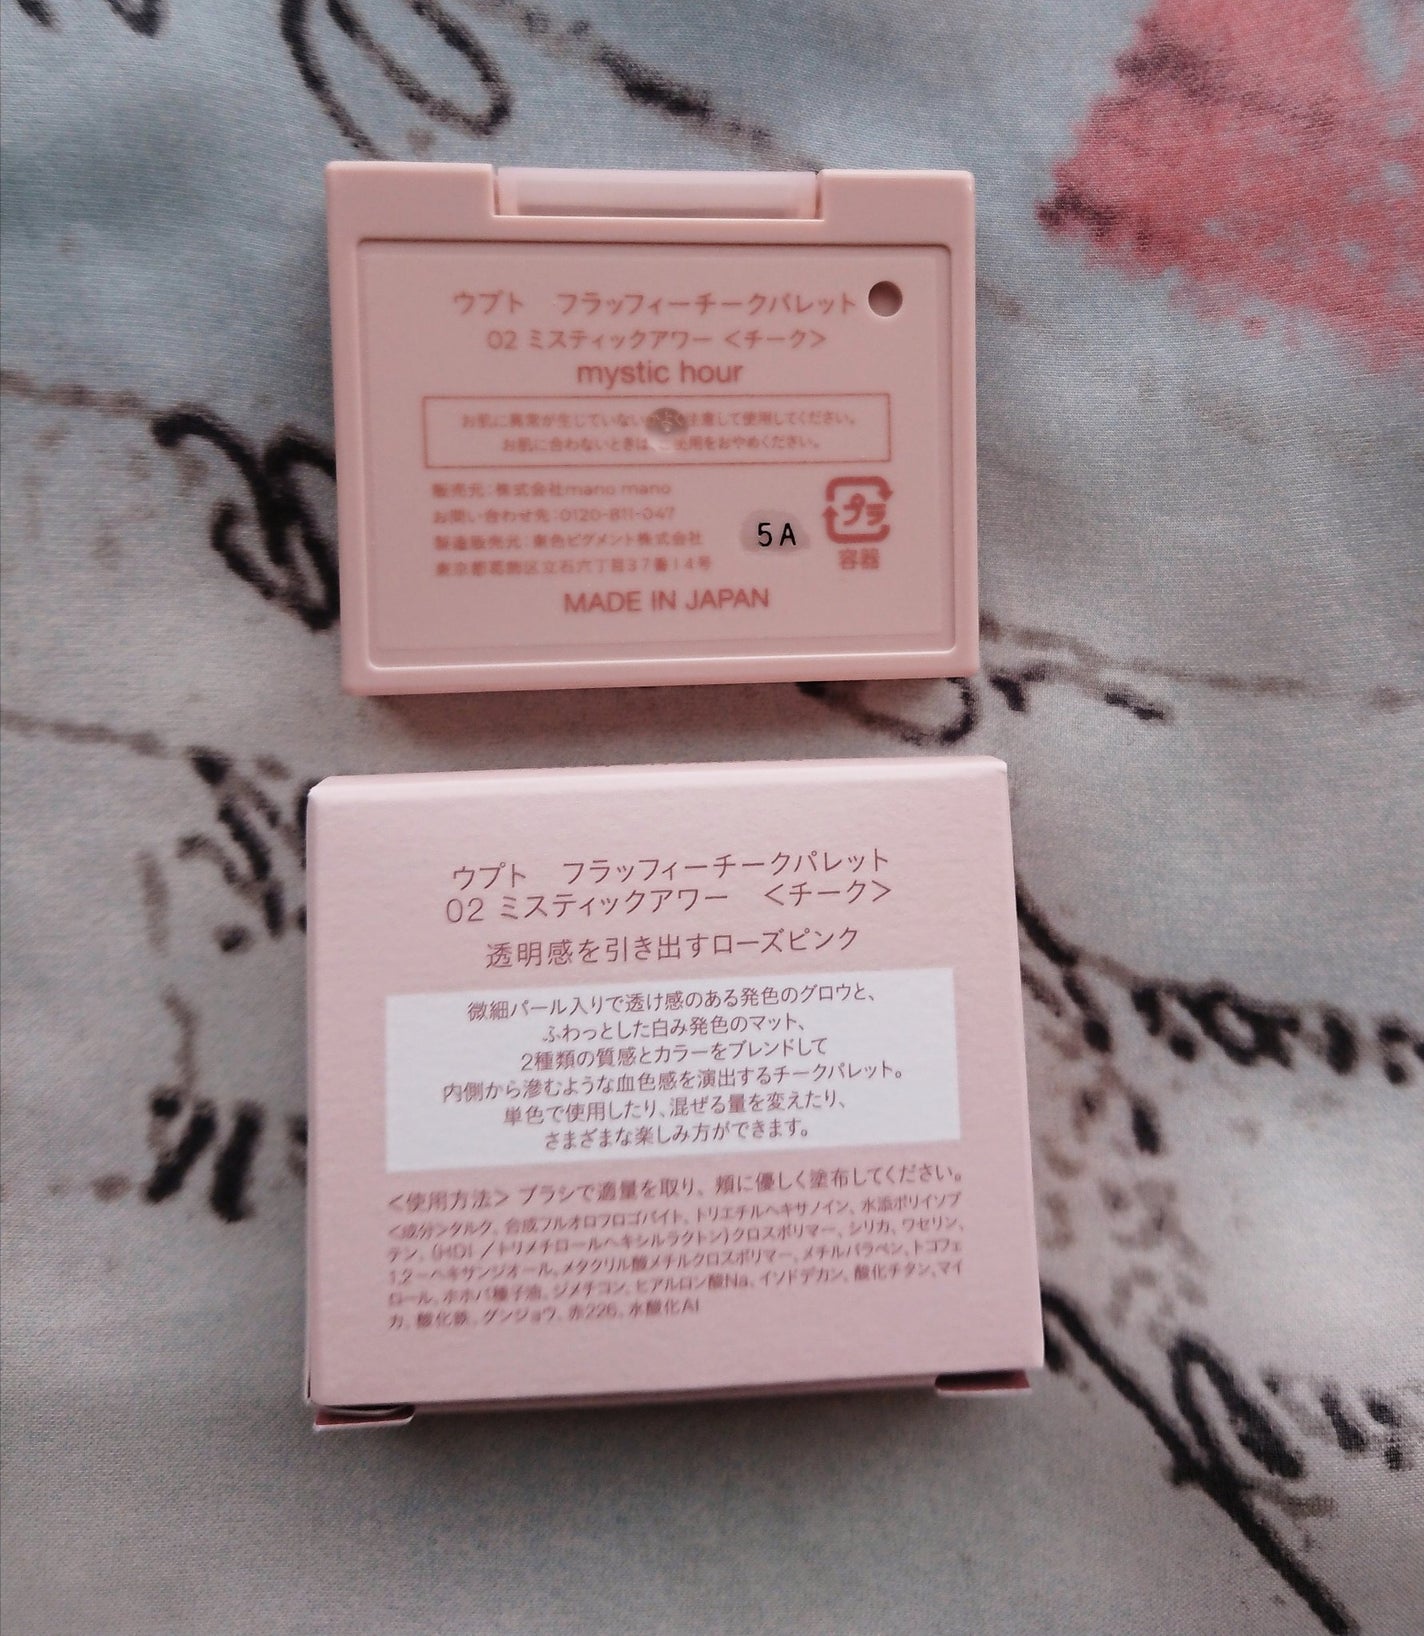 ウプト　フラッフィーチークパレット
02 ミスティックアワー <チーク>
mystic hour
お肌に異常が生じていない 注意して使用してください。
お肌に合わないときは 使用をおやめください。
販売元:株式会社mano mano
お問い合わせ先:0120-811-047
製造販売元:東色ピグメント株式会社
東京都葛飾区立石六丁目37番14号
5A
プラ
容器
MADE IN JAPAN
ウプト　フラッフィーチークパレット
02 ミスティックアワー　<チーク>
透明感を引き出すローズピンク
微細パール入りで透け感のある発色のグロウと、
ふわっとした白み発色のマット、
2種類の質感とカラーをブレンドして
内側から滲むような血色感を演出するチークパレット。
単色で使用したり、混ぜる量を変えたり、
さまざまな楽しみ方ができます。
<使用方法> ブラシで適量を取り、頬に優しく塗布してください。
<成分>タルク、合成フルオロフロゴパイト、トリエチルヘキサノイン、水添ポリイソブ
テン、(HDI／トリメチロールヘキシルラクトン)クロスポリマー、シリカ、ワセリン、
1,2ーヘキサンジオール、メタクリル酸メチルクロスポリマー、メチルパラベン、トコフェ
ロール、ホホバ種子油、ジメチコン、ヒアルロン酸Na、イソドデカン、酸化チタン、マイ
カ、酸化鉄、グンジョウ、赤226、水酸化Al